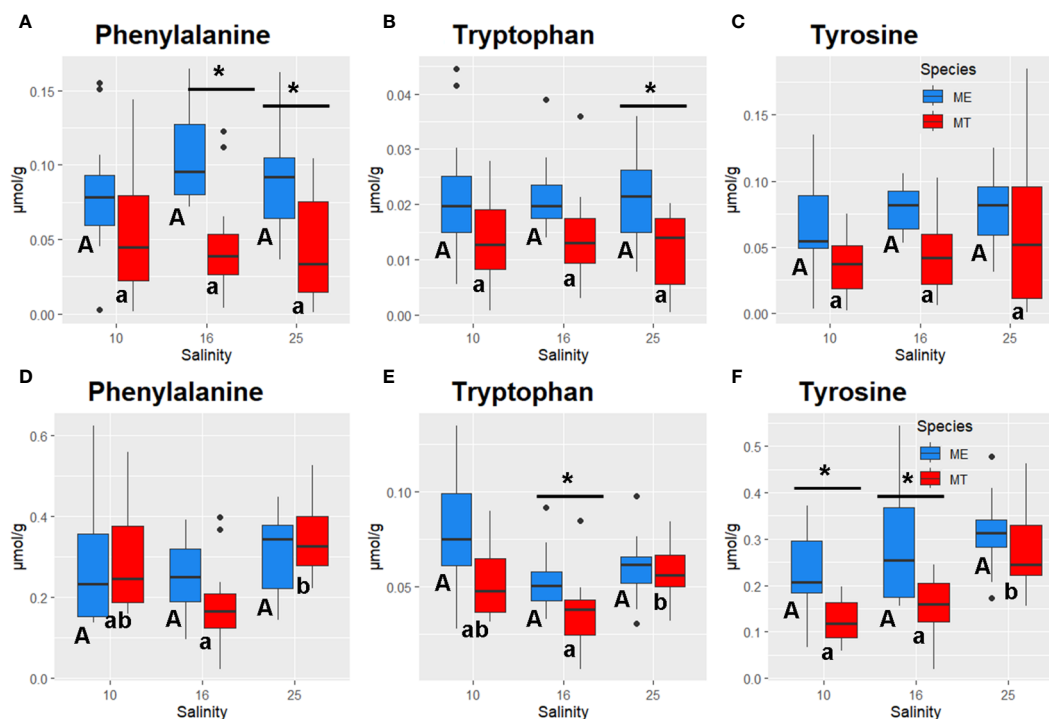 A
Phenylalanine
B
Tryptophan
C
Tyrosine
µmol/g
0.15
0.10
0.05
0.00
*
*
A
a
A
a
A
a
10
16
25
Salinity
µmol/g
0.04
0.03
0.02
0.01
0.00
*
A
a
A
a
A
a
10
16
25
Salinity
µmol/g
0.15
0.10
0.05
0.00
Species
ME
MT
A
a
A
a
A
a
10
16
25
Salinity
D
Phenylalanine
E
Tryptophan
F
Tyrosine
µmol/g
0.6
0.4
0.2
0.0
A
ab
A
a
A
b
10
16
25
Salinity
µmol/g
0.10
0.05
*
A
ab
A
a
A
b
10
16
25
Salinity
µmol/g
0.5
0.4
0.3
0.2
0.1
0.0
Species
ME
MT
*
*
A
a
A
a
A
b
10
16
25
Salinity